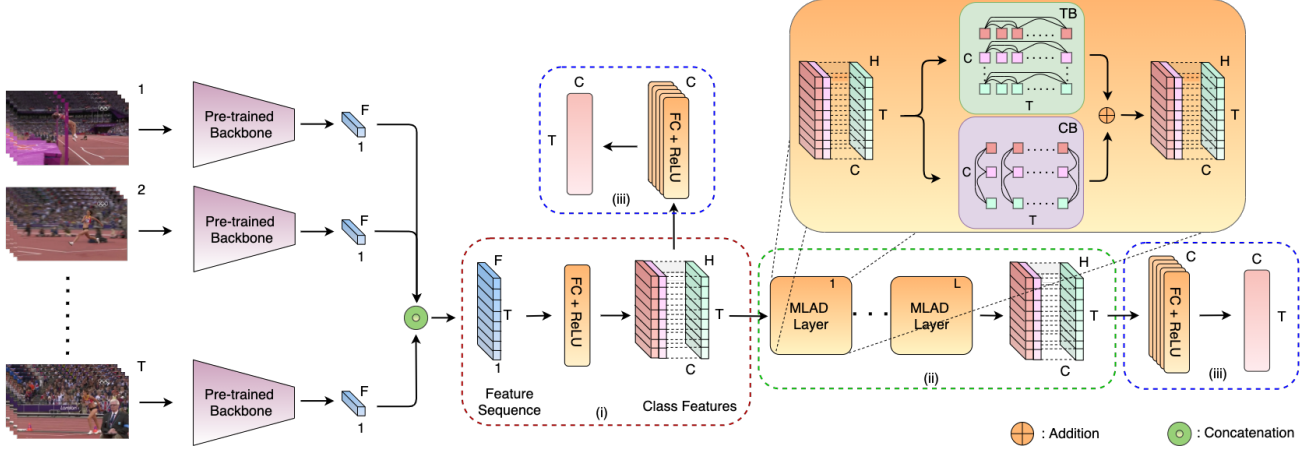 1
Pre-trained
Backbone
F
1
2
Pre-trained
Backbone
F
1
T
Pre-trained
Backbone
F
1
C
T
C
FC + ReLU
(iii)
F
T
1
Feature
Sequence
FC + ReLU
H
T
C
Class Features
(i)
H
T
C
TB
C
T
CB
C
T
H
T
C
1
MLAD
Layer
L
MLAD
Layer
H
T
C
(ii)
C
FC + ReLU
C
T
(iii)
: Addition
: Concatenation